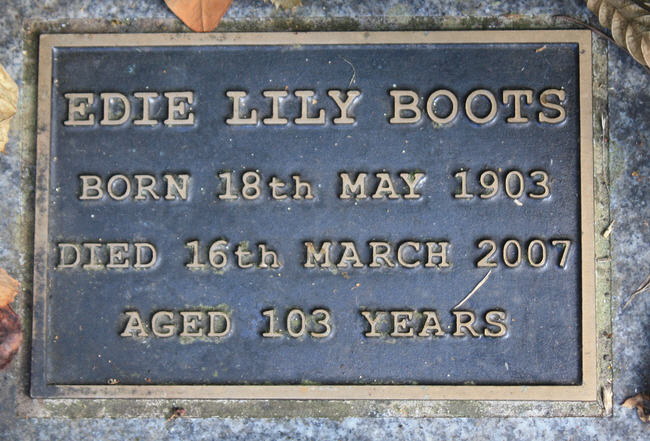 EDIE LILY BOOTS
BORN 18th MAY 1903
DIED 16th MARCH 2007
AGED 103 YEARS